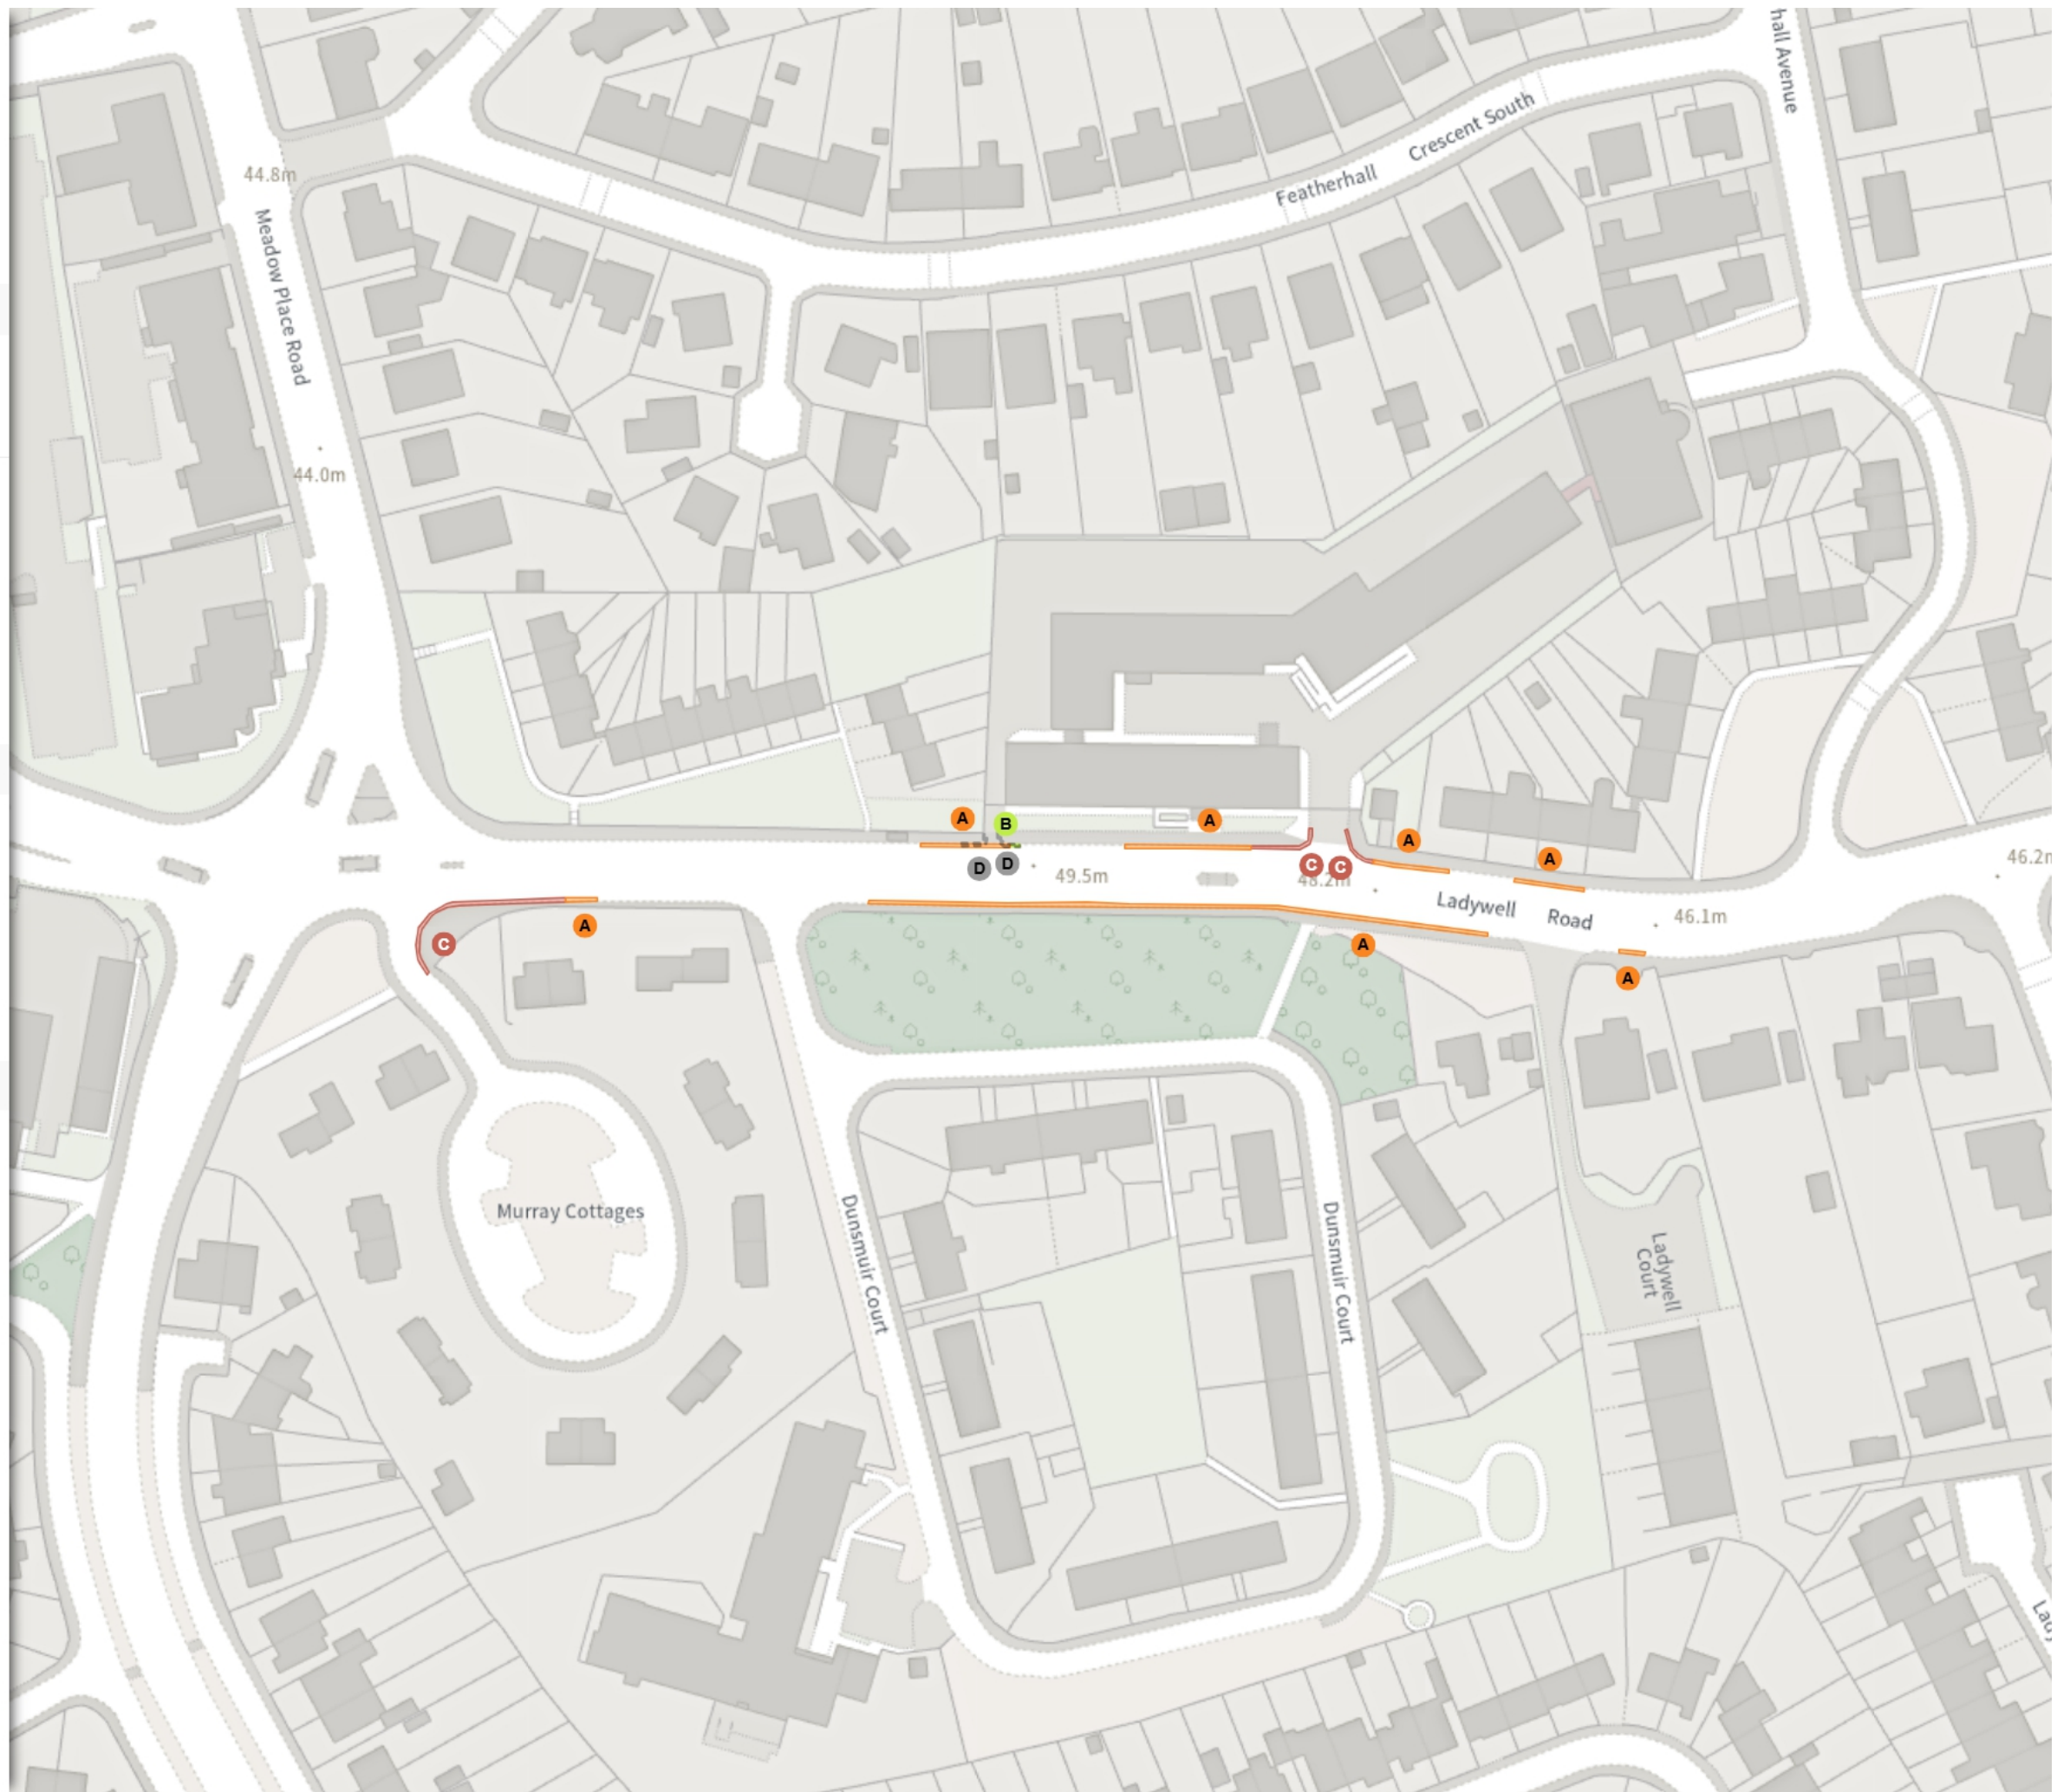 hall Avenue
Crescent South
Featherhall
44.8m
Meadow Place Road
44.0m
A
B
A
A
A
D
D
C
C
49.5m
48.2m
46.2m
Ladywell Road
46.1m
A
C
A
A
Murray Cottages
Dunsmuir Court
Dunsmuir Court
Ladywell
Court
Lady